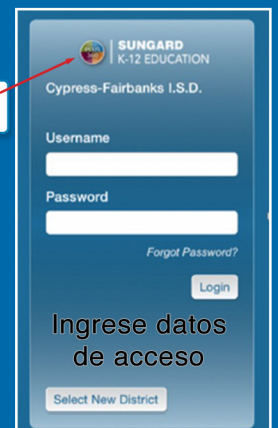 SUNGARD
K-12 EDUCATION
Cypress-Fairbanks I.S.D.
Username
Password
Forgot Password?
Login
Ingrese datos
de acceso
Select New District